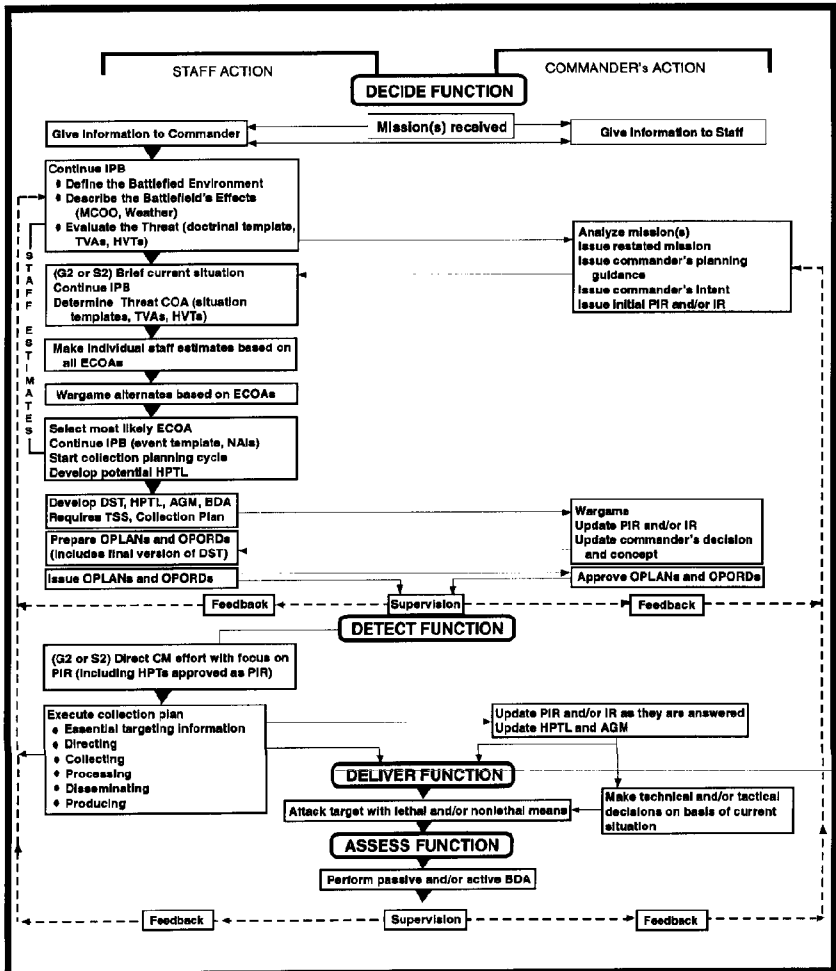 STAFF ACTION
COMMANDER's ACTION
DECIDE FUNCTION
Mission(s) received
Give Information to Commander
Give Information to Staff
Continue IPB
♦ Define the Battlefied Environment
♦ Describe the Battlefield's Effects
(MCOO, Weather)
♦ Evaluate the Threat (doctrinal template,
TVAs, HVTs)
STAFF ESTIMATES
Analyze mission(s)
Issue restated mission
Issue commander's planning
guidance
Issue commander's intent
Issue initial PIR and/or IR
(G2 or S2) Brief current situation
Continue IPB
Determine Threat COA (situation
templates, TVAs, HVTs)
Make individual staff estimates based on
all ECOAs
Wargame alternates based on ECOAs
Select most likely ECOA
Continue IPB (event template, NAIs)
Start collection planning cycle
Develop potential HPTL
Develop DST, HPTL, AGM, BDA
Requires TSS, Collection Plan
Wargame
Update PIR and/or IR
Update commander's decision
and concept
Prepare OPLANs and OPORDs
(includes final version of DST)
Issue OPLANs and OPORDs
Approve OPLANs and OPORDs
Feedback
Supervision
Feedback
DETECT FUNCTION
(G2 or S2) Direct CM effort with focus on
PIR (including HPTs approved as PIR)
Execute collection plan
♦ Essential targeting information
♦ Directing
♦ Collecting
♦ Processing
♦ Disseminating
♦ Producing
Update PIR and/or IR as they are answered
Update HPTL and AGM
DELIVER FUNCTION
Attack target with lethal and/or nonlethal means
Make technical and/or tactical
decisions on basis of current
situation
ASSESS FUNCTION
Perform passive and/or active BDA
Feedback
Supervision
Feedback